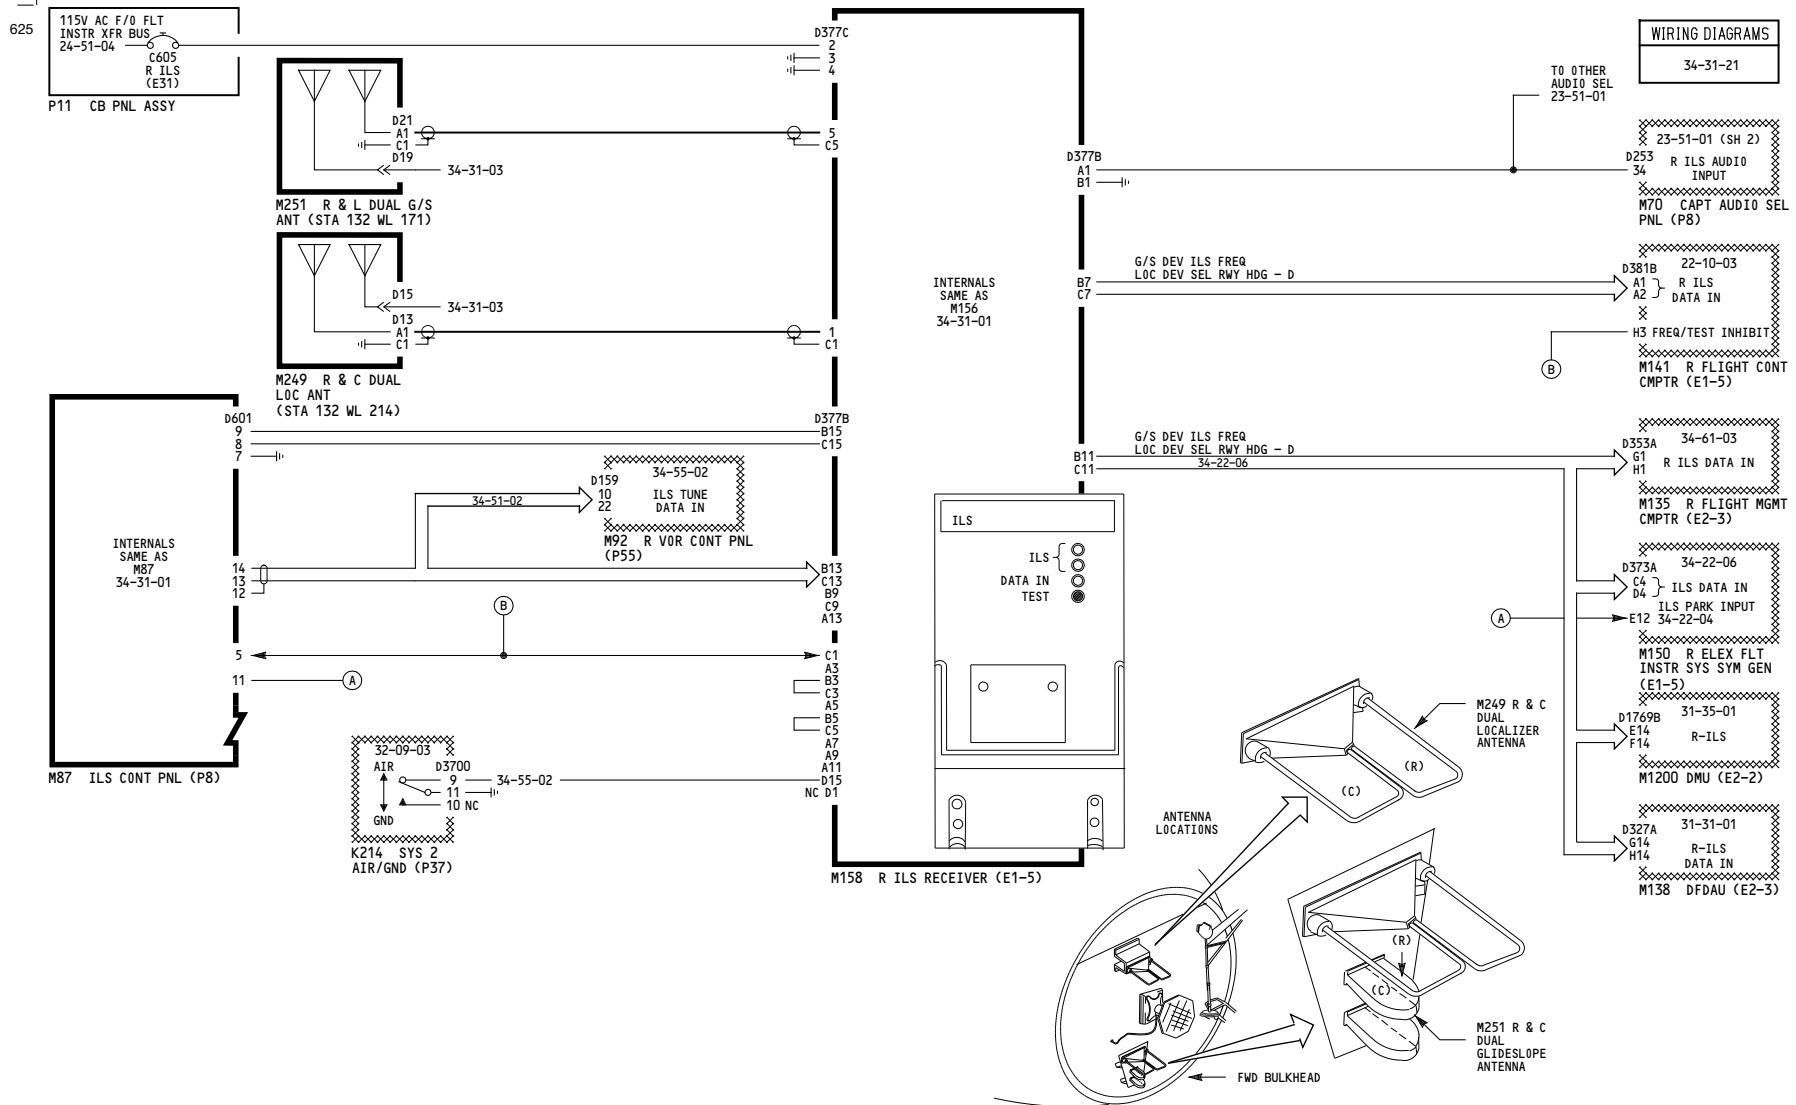 625
115V AC F/O FLT
INSTR XFR BUS
24-51-04
C605
R ILS
(E31)
P11 CB PNL ASSY
D21
A1
C1
D19
34-31-03
M251 R & L DUAL G/S
ANT (STA 132 WL 171)
D15
34-31-03
D13
A1
C1
M249 R & C DUAL
LOC ANT
(STA 132 WL 214)
D601
9
8
7
INTERNALS
SAME AS
M87
34-31-01
14
13
12
5
11
M87 ILS CONT PNL (P8)
34-51-02
D159
10
22
34-55-02
ILS TUNE
DATA IN
M92 R VOR CONT PNL
(P55)
B
A
32-09-03
AIR
GND
D3700
9
11
10 NC
34-55-02
K214 SYS 2
AIR/GND (P37)
D377C
2
3
4
5
C5
1
C1
D377B
B15
C15
B13
C13
B9
C9
A13
C1
A3
B3
C3
A5
B5
C5
A7
A9
A11
D15
NC D1
INTERNALS
SAME AS
M156
34-31-01
ILS
ILS
DATA IN
TEST
M158 R ILS RECEIVER (E1-5)
D377B
A1
B1
B7
C7
B11
C11
G/S DEV ILS FREQ
LOC DEV SEL RWY HDG - D
G/S DEV ILS FREQ
LOC DEV SEL RWY HDG - D
34-22-06
TO OTHER
AUDIO SEL
23-51-01
WIRING DIAGRAMS
34-31-21
D253
34
23-51-01 (SH 2)
R ILS AUDIO
INPUT
M70 CAPT AUDIO SEL
PNL (P8)
22-10-03
D381B
A1
A2
R ILS
DATA IN
H3 FREQ/TEST INHIBIT
B
M141 R FLIGHT CONT
CMPTR (E1-5)
34-61-03
D353A
G1
H1
R ILS DATA IN
M135 R FLIGHT MGMT
CMPTR (E2-3)
34-22-06
D373A
C4
D4
ILS DATA IN
ILS PARK INPUT
E12 34-22-04
A
M150 R ELEX FLT
INSTR SYS SYM GEN
(E1-5)
31-35-01
D1769B
E14
F14
R-ILS
M1200 DMU (E2-2)
31-31-01
D327A
G14
H14
R-ILS
DATA IN
M138 DFDAU (E2-3)
M249 R & C
DUAL
LOCALIZER
ANTENNA
(R)
(C)
ANTENNA
LOCATIONS
(R)
(C)
M251 R & C
DUAL
GLIDESLOPE
ANTENNA
FWD BULKHEAD